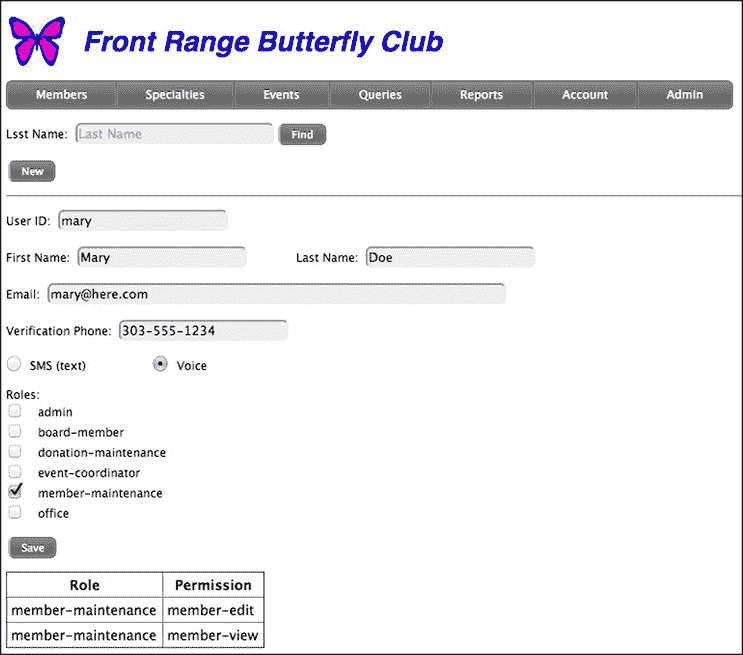 Front Range Butterfly Club
Members Specialties Events Queries Reports Account Admin
Lsst Name: Last Name Find
New
User ID: mary
First Name: Mary Last Name: Doe
Email: mary@here.com
Verification Phone: 303-555-1234
SMS (text) Voice
Roles:
admin
board-member
donation-maintenance
event-coordinator
member-maintenance
office
Save
Role Permission
member-maintenance member-edit
member-maintenance member-view